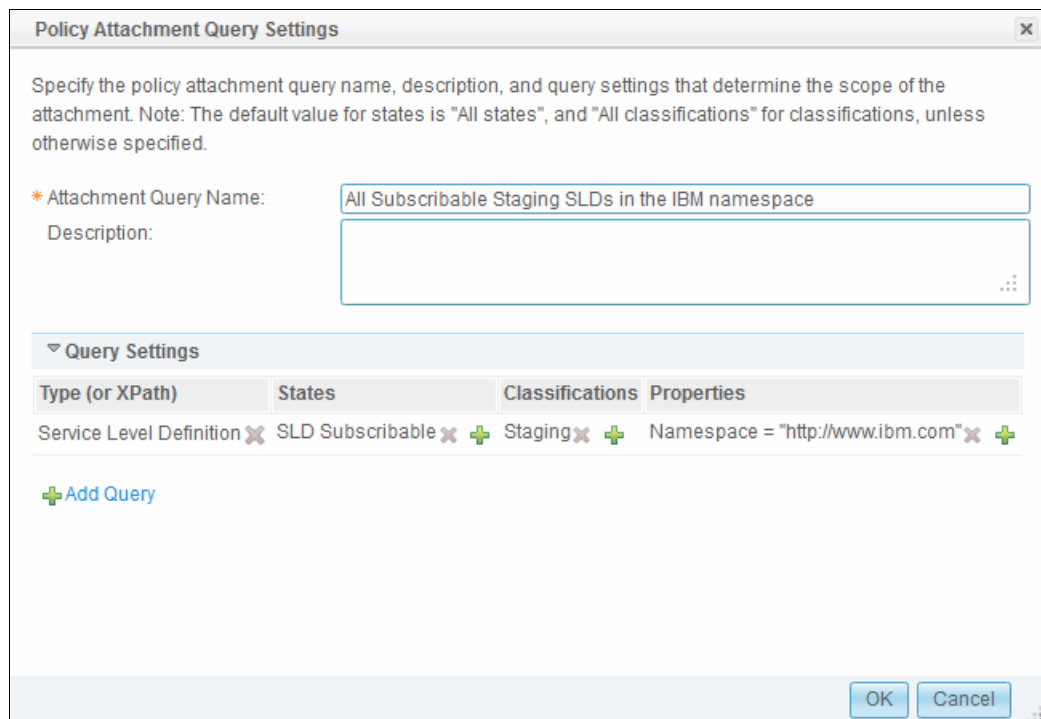 Policy Attachment Query Settings
Specify the policy attachment query name, description, and query settings that determine the scope of the
attachment. Note: The default value for states is "All states", and "All classifications" for classifications, unless
otherwise specified.
* Attachment Query Name: All Subscribable Staging SLDs in the IBM namespace
Description:
Query Settings
Type (or XPath) States Classifications Properties
Service Level Definition SLD Subscribable Staging Namespace = "http://www.ibm.com"
Add Query
OK Cancel